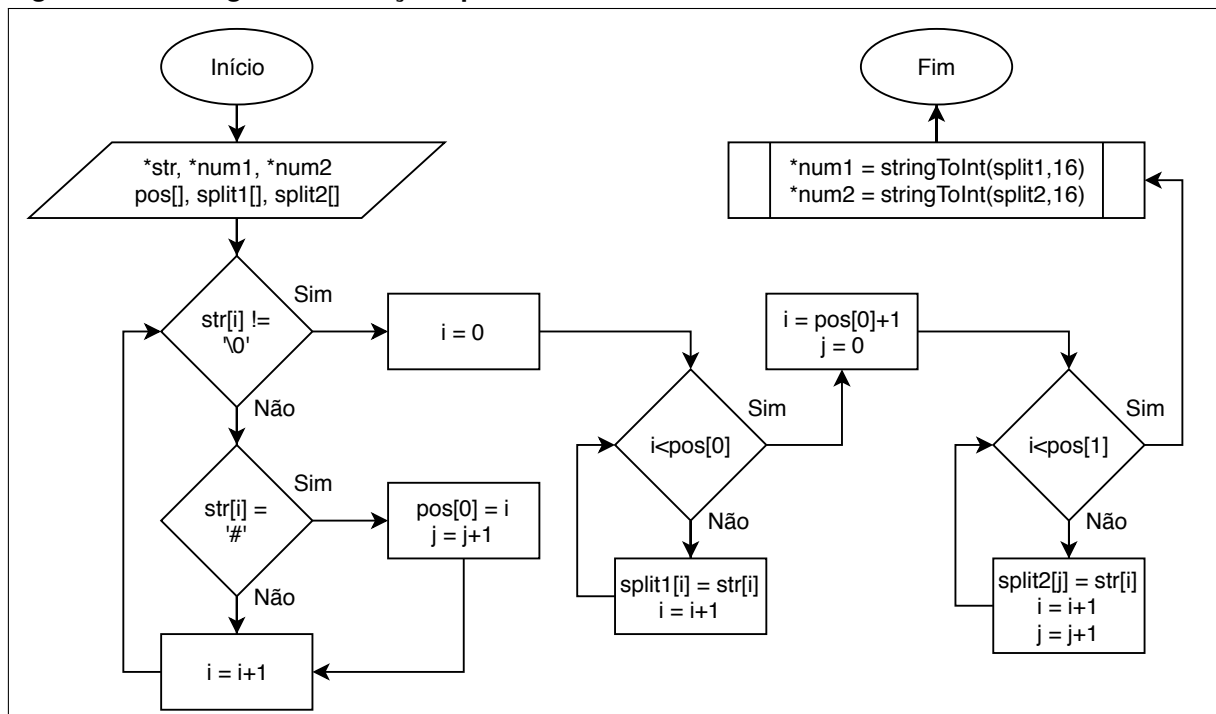 Início
*str, *num1, *num2
pos[], split1[], split2[]
str[i] !=
'\0'
Sim
Não
i = 0
str[i] =
'#'
Sim
Não
pos[0] = i
j = j+1
i = i+1
i<pos[0]
Sim
Não
split1[i] = str[i]
i = i+1
i = pos[0]+1
j = 0
i<pos[1]
Sim
Não
split2[j] = str[i]
i = i+1
j = j+1
*num1 = stringToInt(split1,16)
*num2 = stringToInt(split2,16)
Fim